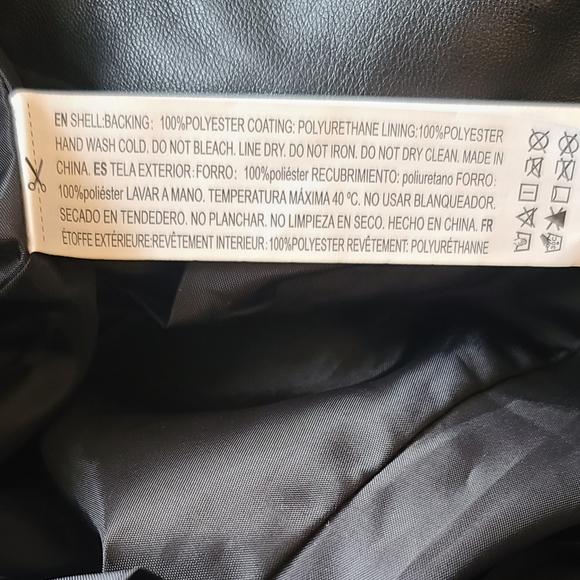 EN SHELL:BACKING: 100%POLYESTER COATING: POLYURETHANE LINING:100%POLYESTER
HAND WASH COLD. DO NOT BLEACH. LINE DRY. DO NOT IRON. DO NOT DRY CLEAN. MADE IN
CHINA. ES TELA EXTERIOR:FORRO: 100%poliéster RECUBRIMIENTO: poliuretano FORRO:
100%poliéster LAVAR A MANO. TEMPERATURA MÁXIMA 40 ºC. NO USAR BLANQUEADOR.
SECADO EN TENDEDERO. NO PLANCHAR. NO LIMPIEZA EN SECO. HECHO EN CHINA. FR
ÉTOFFE EXTÉRIEURE:REVÊTEMENT INTERIEUR:100%POLYESTER REVÊTEMENT: POLYURÉTHANNE